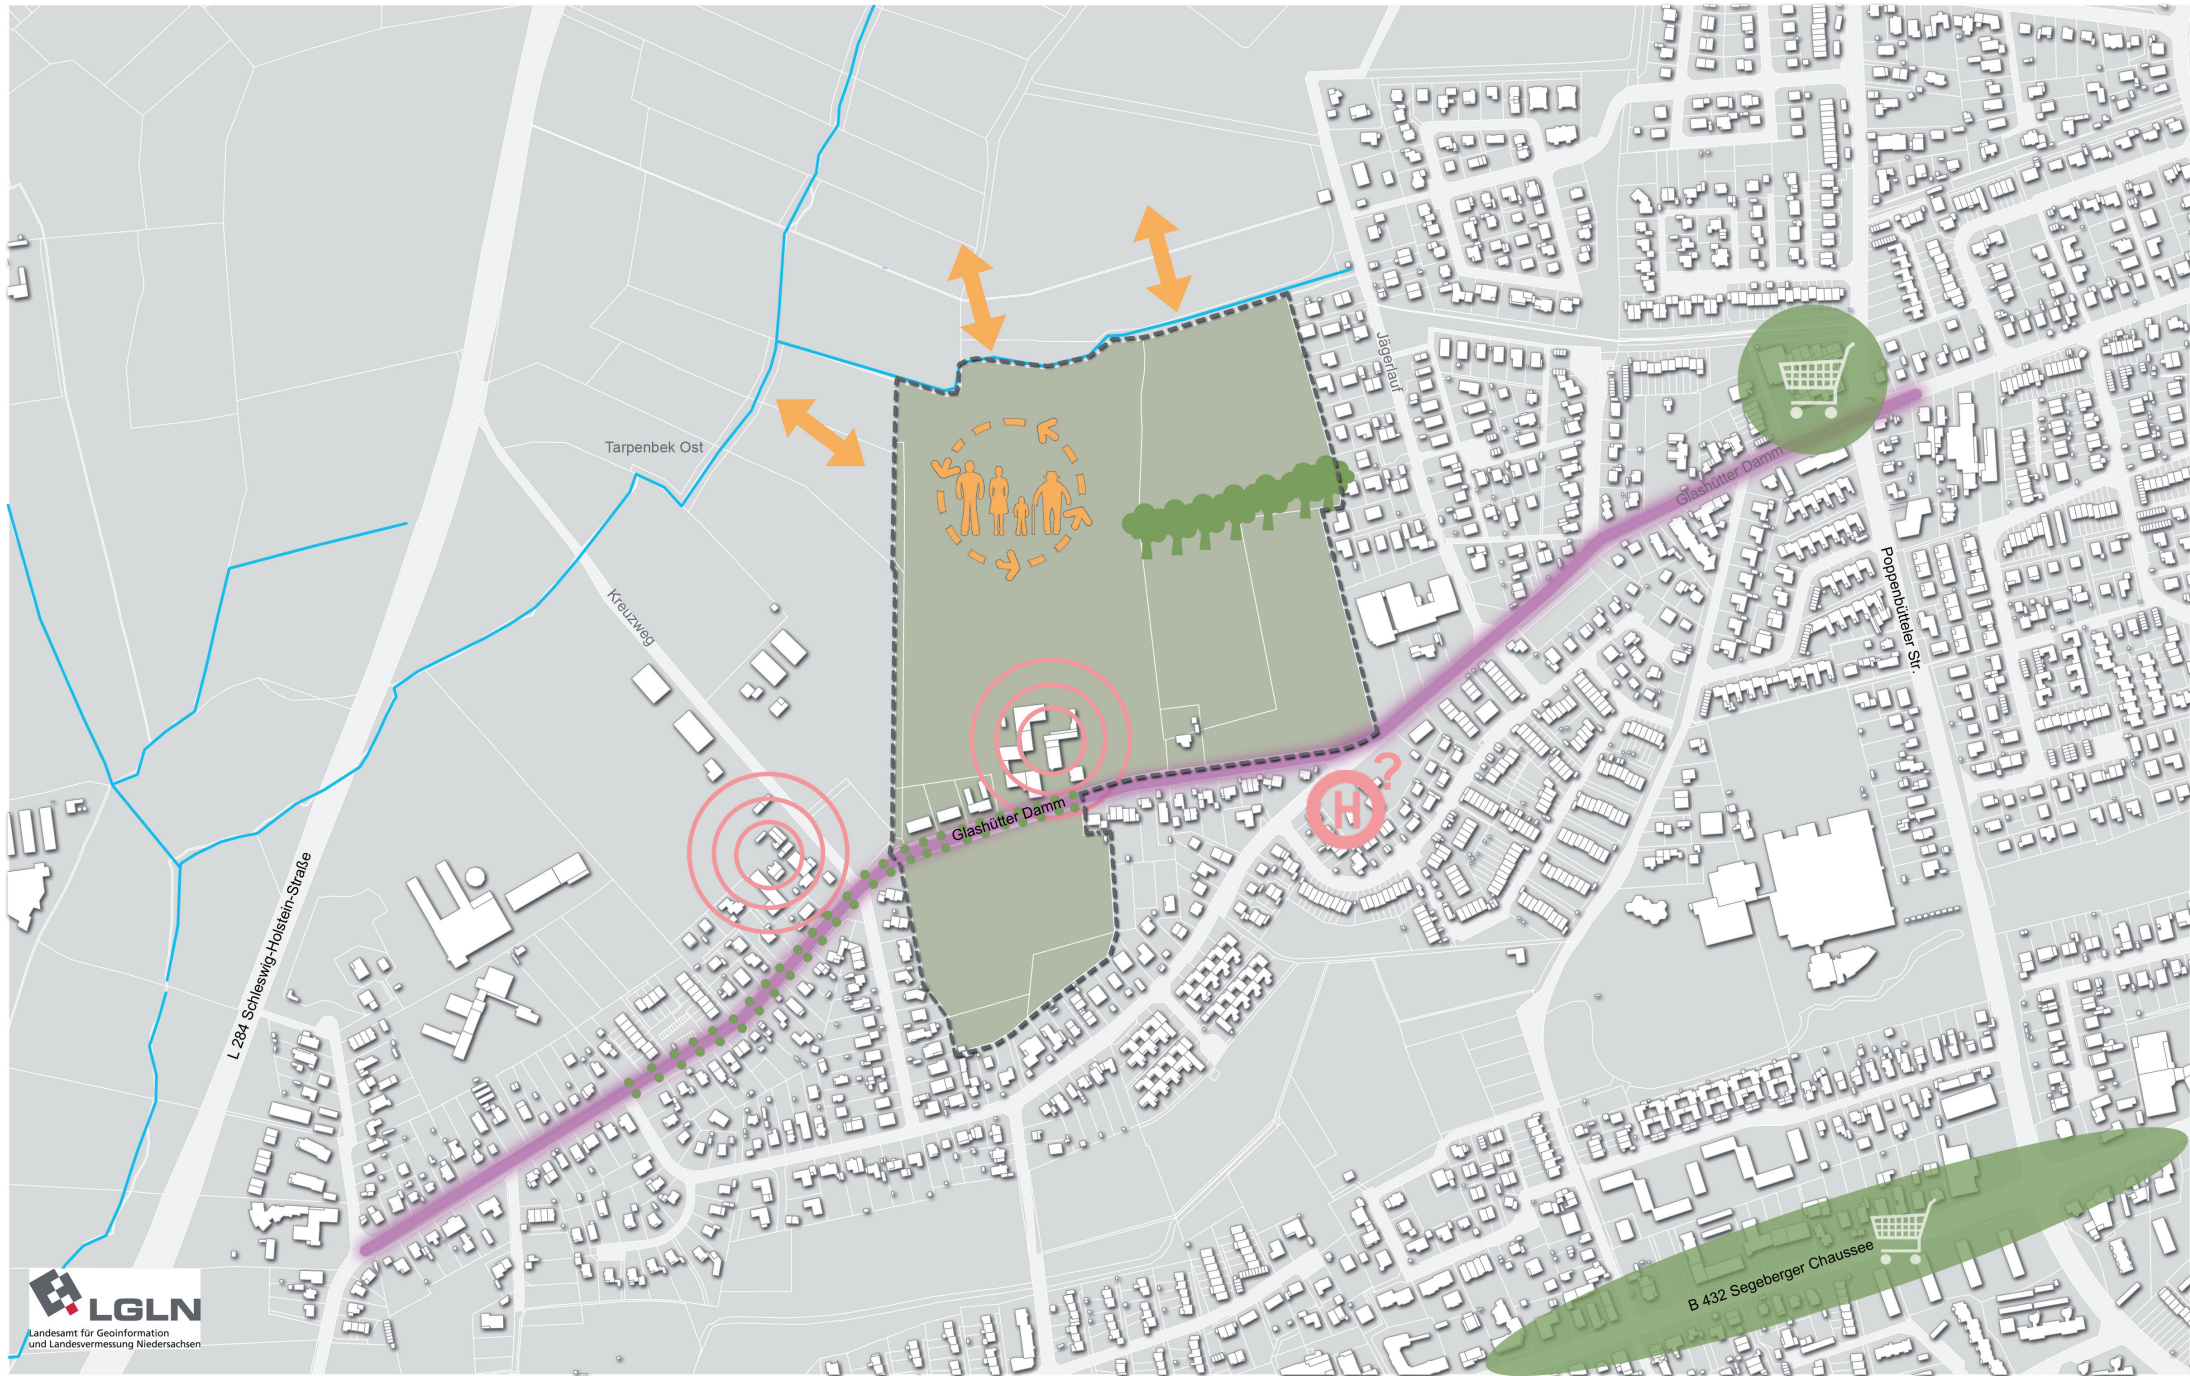 Jägerlauf
Tarpenbek Ost
Glashütter Damm
Poppenbütteler Str.
Kreuzweg
H
?
Glashütter Damm
L 284 Schleswig-Holstein-Straße
B 432 Segeberger Chaussee
LGLN
Landesamt für Geoinformation
und Landesvermessung Niedersachsen